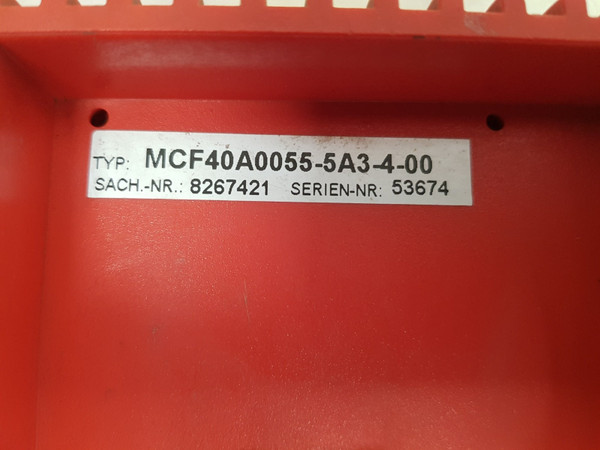 TYP: MCF40A0055-5A3-4-00
SACH.-NR.: 8267421 SERIEN-NR: 53674